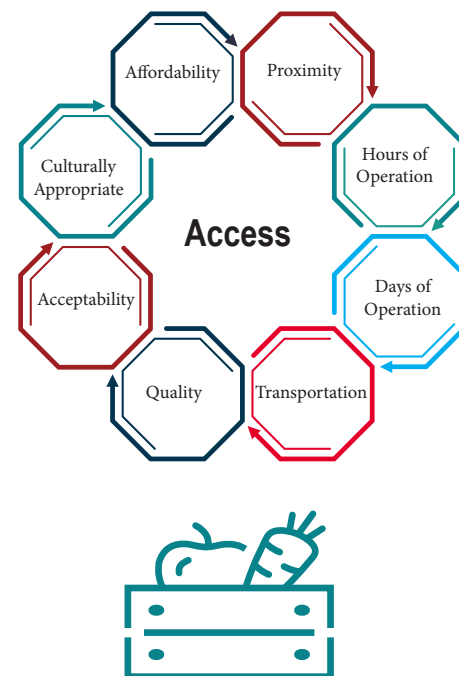 Affordability
Proximity
Hours of
Operation
Days of
Operation
Transportation
Quality
Acceptability
Culturally
Appropriate
Access